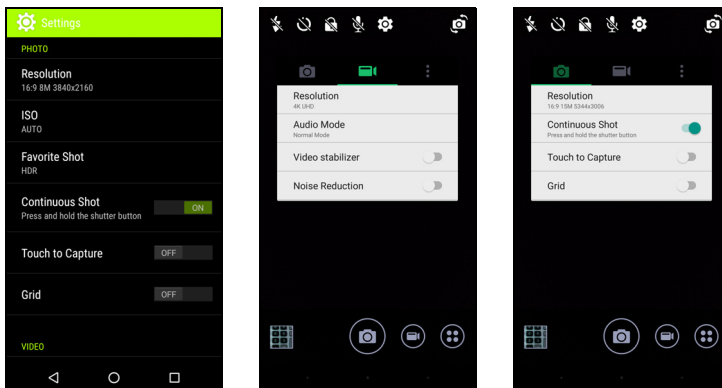 Settings
PHOTO
Resolution
16:9 8M 3840x2160
ISO
AUTO
Favorite Shot
HDR
Continuous Shot
Press and hold the shutter button
ON
Touch to Capture
OFF
Grid
OFF
VIDEO
Resolution
4K UHD
Audio Mode
Normal Mode
Video stabilizer
Noise Reduction
Resolution
16:9 15M 5344x3006
Continuous Shot
Press and hold the shutter button
Touch to Capture
Grid